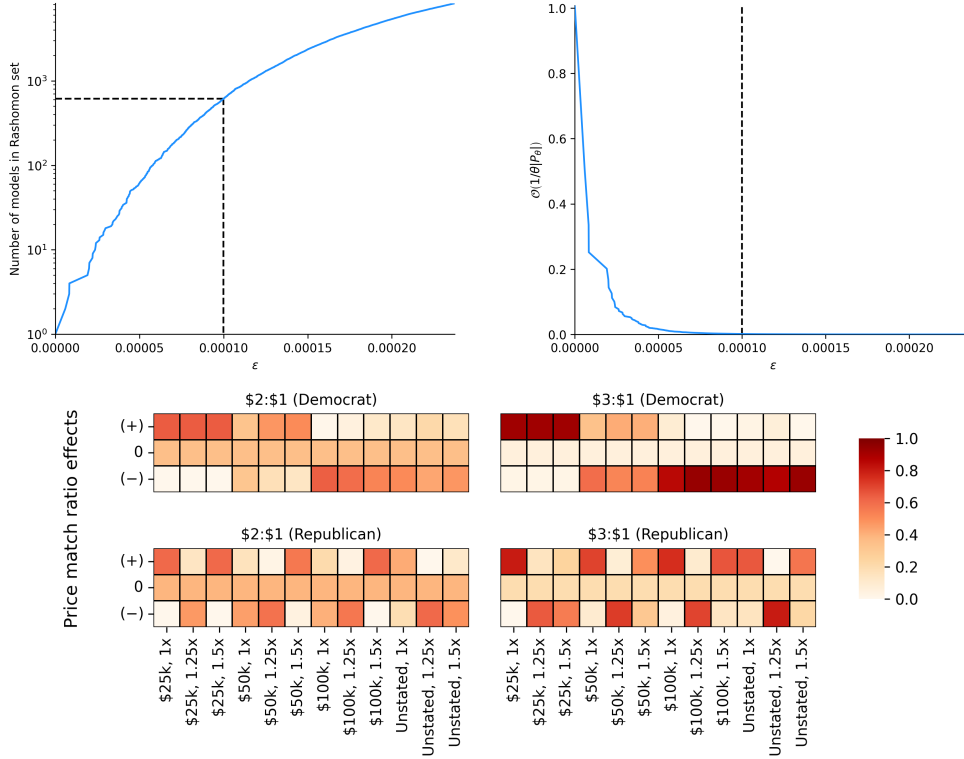 Number of models in Rashomon set
10³
10²
10¹
10⁰
0.00000 0.00005 0.00010 0.00015 0.00020
ε
𝒪(1/θ|P_θ|)
1.0
0.8
0.6
0.4
0.2
0.0
0.00000 0.00005 0.00010 0.00015 0.00020
ε
Price match ratio effects
$2:$1 (Democrat)
$3:$1 (Democrat)
(+)
0
(−)
$2:$1 (Republican)
$3:$1 (Republican)
(+)
0
(−)
$25k, 1x
$25k, 1.25x
$25k, 1.5x
$50k, 1x
$50k, 1.25x
$50k, 1.5x
$100k, 1x
$100k, 1.25x
$100k, 1.5x
Unstated, 1x
Unstated, 1.25x
Unstated, 1.5x
$25k, 1x
$25k, 1.25x
$25k, 1.5x
$50k, 1x
$50k, 1.25x
$50k, 1.5x
$100k, 1x
$100k, 1.25x
$100k, 1.5x
Unstated, 1x
Unstated, 1.25x
Unstated, 1.5x
1.0
0.8
0.6
0.4
0.2
0.0